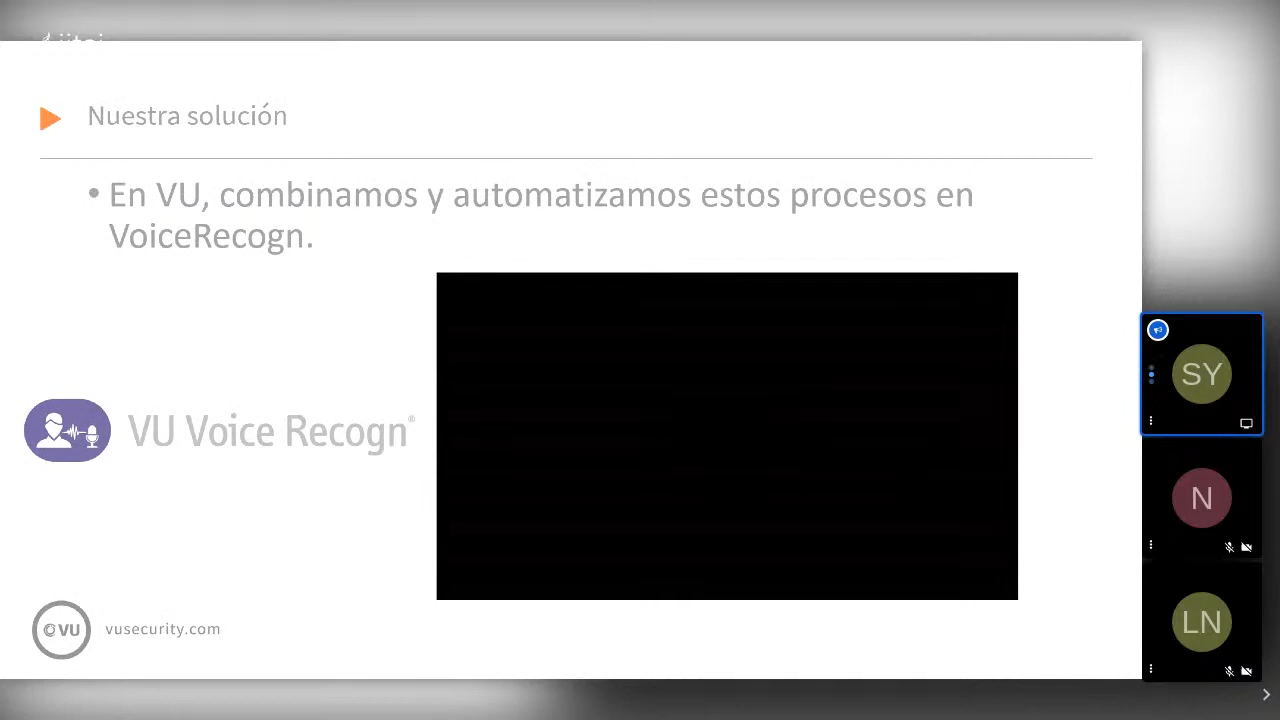 Nuestra solución
• En VU, combinamos y automatizamos estos procesos en
VoiceRecogn.
VU Voice Recogn®
VU
vusecurity.com
SY
N
LN